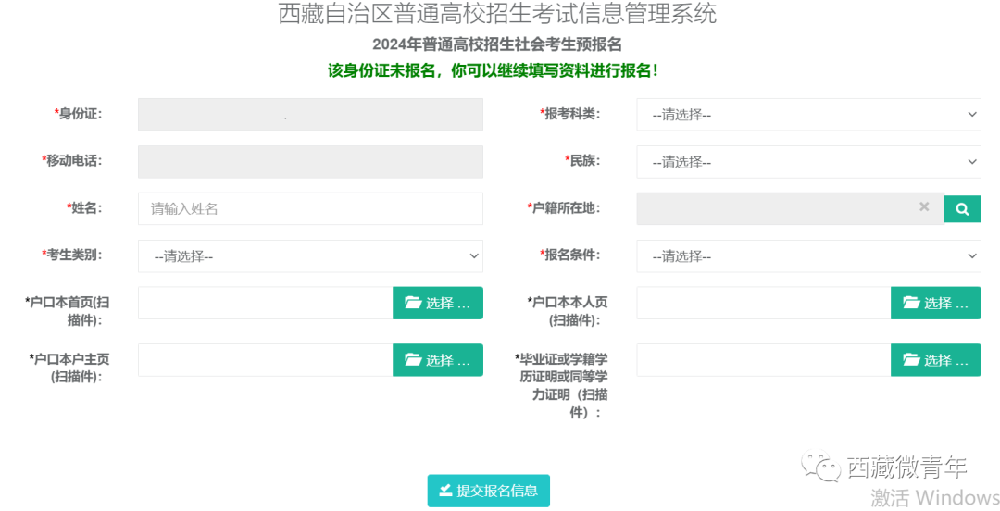 西藏自治区普通高校招生考试信息管理系统
2024年普通高校招生社会考生预报名
该身份证未报名，你可以继续填写资料进行报名！
*身份证：
*报考科类： --请选择--
*移动电话：
*民族： --请选择--
*姓名： 请输入姓名
*户籍所在地：
*考生类别： --请选择--
*报名条件： --请选择--
*户口本首页(扫
描件)：
选择 ...
*户口本本人页
(扫描件)：
选择 ...
*户口本户主页
(扫描件)：
选择 ...
*毕业证或学籍学
历证明或同等学
力证明（扫描
件）：
选择 ...
提交报名信息
西藏微青年
激活 Windows